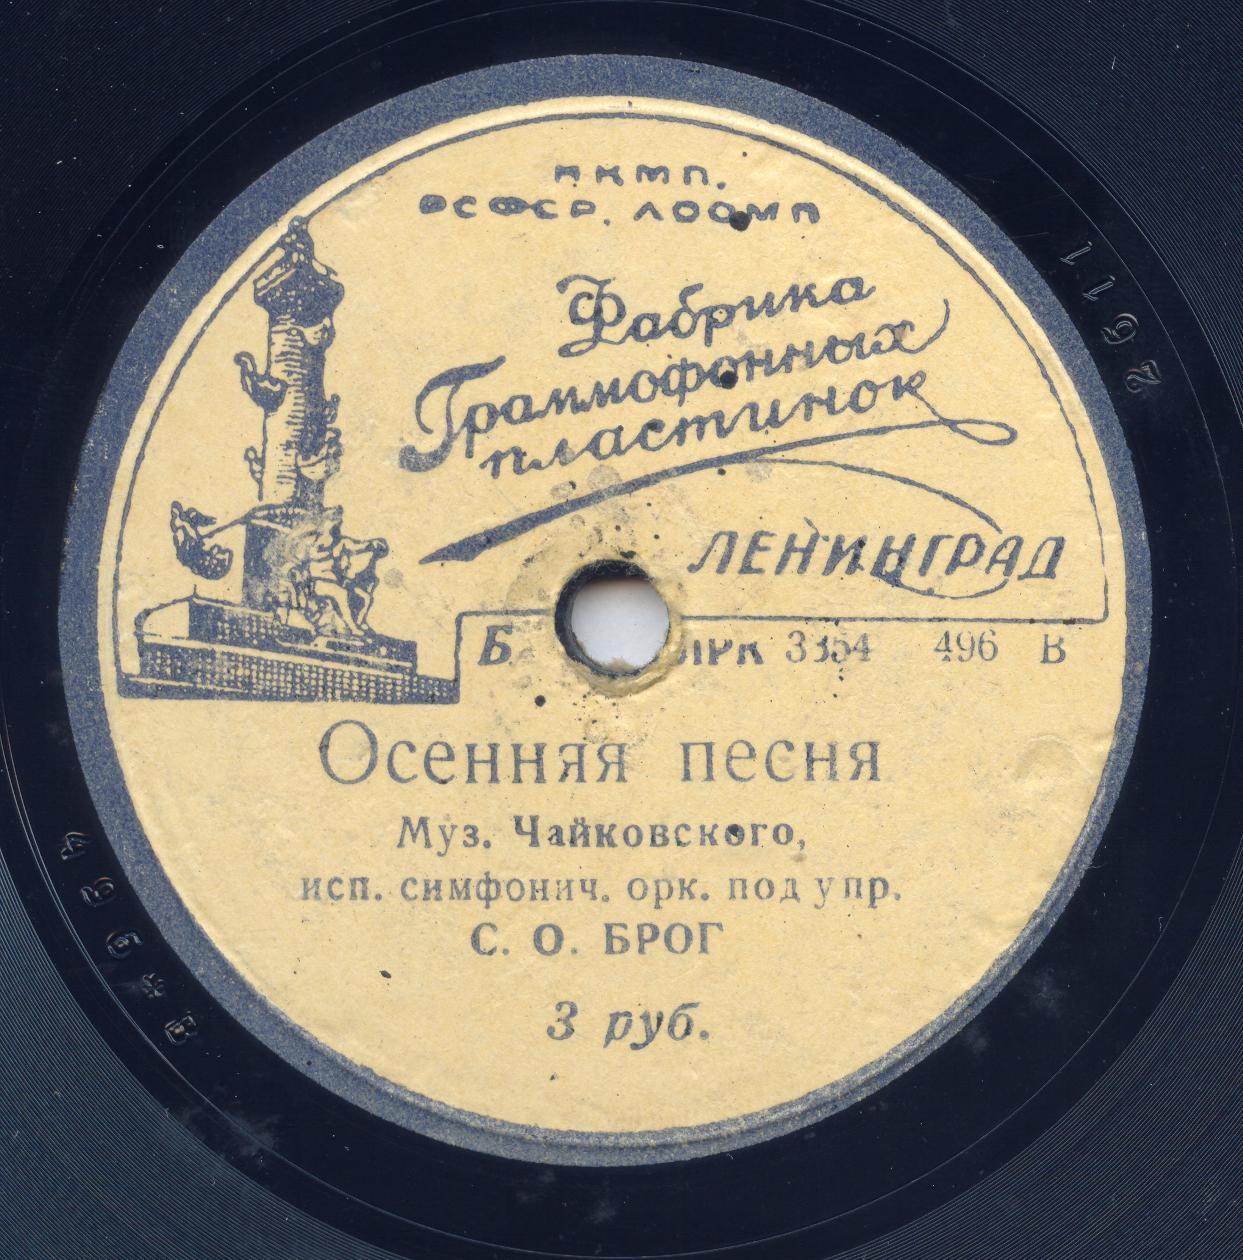 НКМП.
РСФСР. ЛООМП
Фабрика
Граммофонных
пластинок
ЛЕНИНГРАД
Б. 3354 496 В
Осенняя песня
Муз. Чайковского,
исп. симфонич. орк. под упр.
С. О. БРОГ
3 руб.
2611